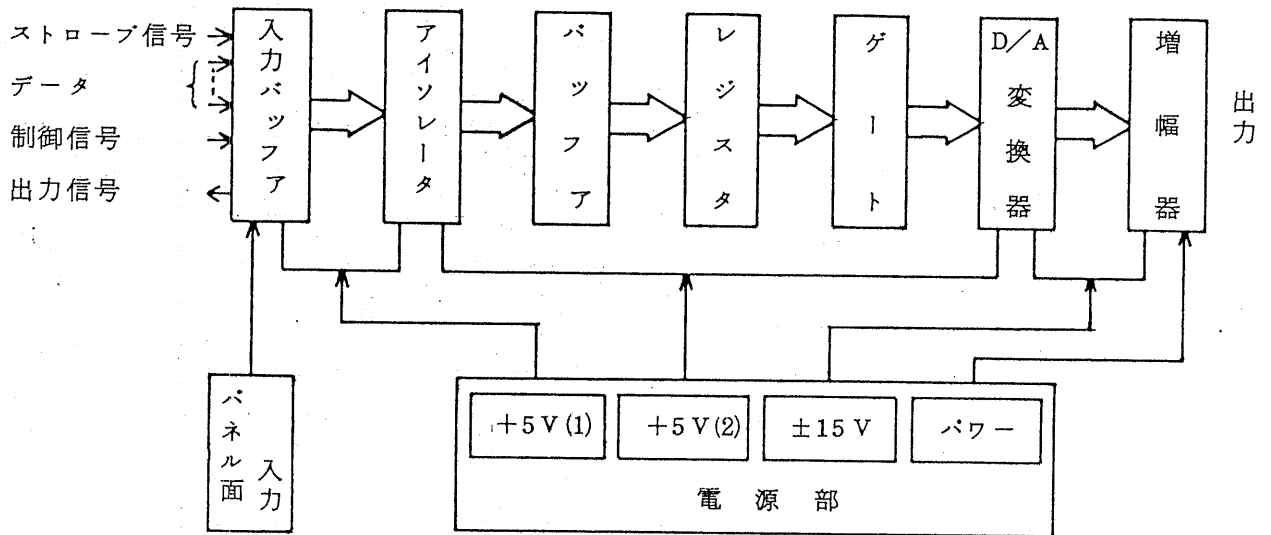 ストローブ信号
データ
制御信号
出力信号
入力バッファ
アイソレータ
バッファ
レジスタ
ゲート
D/A変換器
増幅器
出力
パネル面入力
+5V(1)
+5V(2)
±15V
パワー
電源部